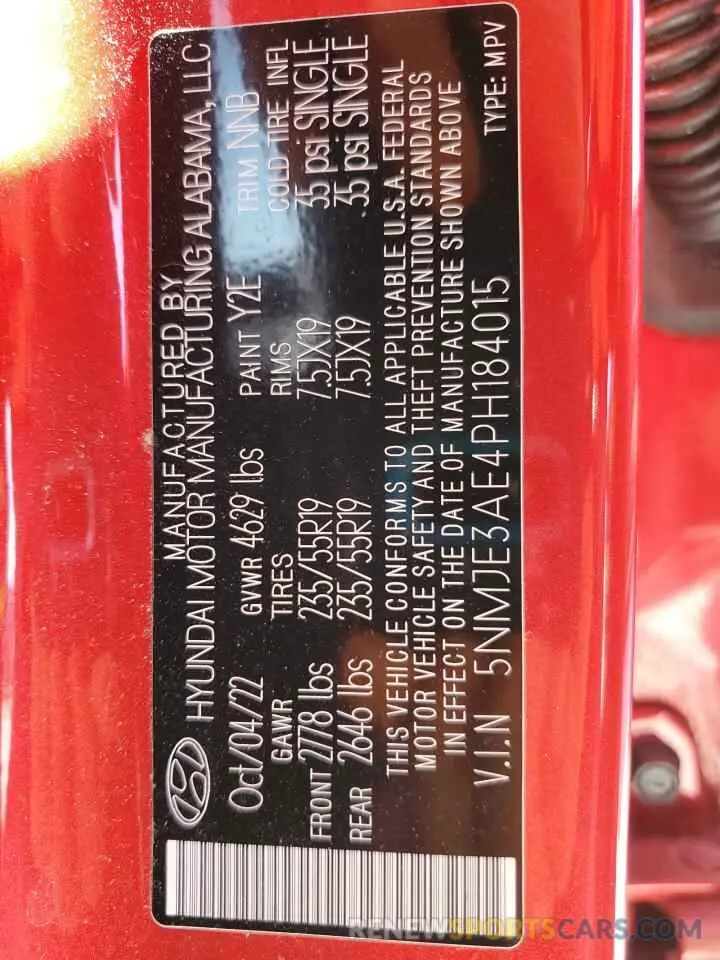 MANUFACTURED BY
HYUNDAI MOTOR MANUFACTURING ALABAMA, LLC
Oct/04/22 GVWR 4629 lbs PAINT Y2E TRIM NNB
GAWR TIRES RIMS COLD TIRE INFL
FRONT 2778 lbs 235/55R19 7.5JX19 35 psi SINGLE
REAR 2646 lbs 235/55R19 7.5JX19 35 psi SINGLE
THIS VEHICLE CONFORMS TO ALL APPLICABLE U.S.A. FEDERAL
MOTOR VEHICLE SAFETY AND THEFT PREVENTION STANDARDS
IN EFFECT ON THE DATE OF MANUFACTURE SHOWN ABOVE
V.I.N 5NMJE3AE4PH184015 TYPE: MPV
RENEWSPORTSCARS.COM